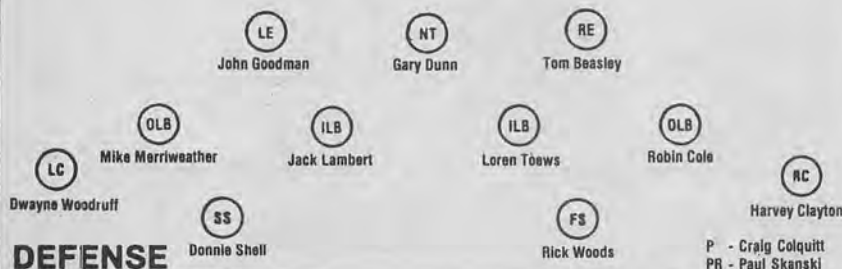 LE NT RE
John Goodman Gary Dunn Tom Beasley
OLB ILB ILB OLB
Mike Merriweather Jack Lambert Loren Toews Robin Cole
LC RC
Dwayne Woodruff Harvey Clayton
SS FS
Donnie Shell Rick Woods
DEFENSE
P - Craig Colquitt
PR - Paul Skanski